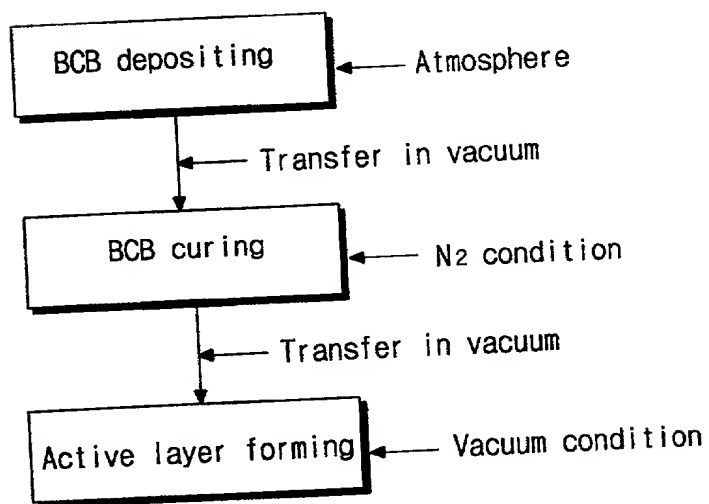 BCB depositing
Atmosphere
Transfer in vacuum
BCB curing
N2 condition
Transfer in vacuum
Active layer forming
Vacuum condition